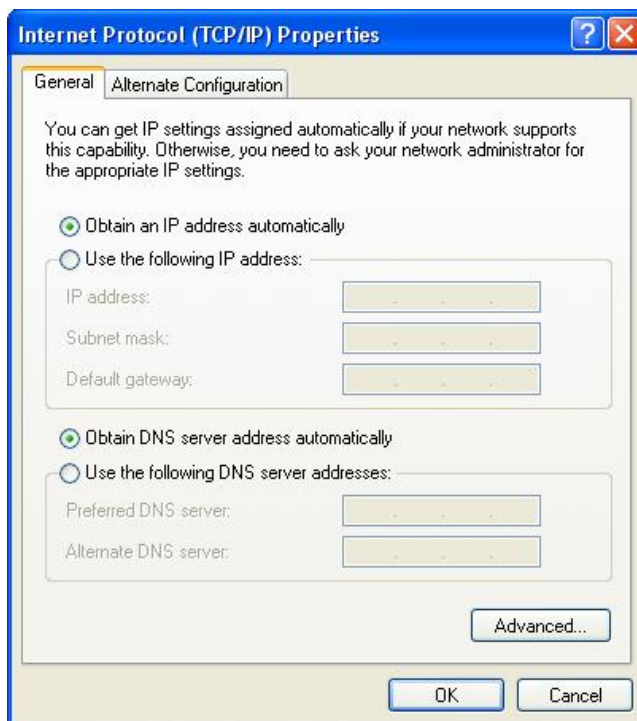 Internet Protocol (TCP/IP) Properties
General
Alternate Configuration
You can get IP settings assigned automatically if your network supports
this capability. Otherwise, you need to ask your network administrator for
the appropriate IP settings.
Obtain an IP address automatically
Use the following IP address:
IP address:
Subnet mask:
Default gateway:
Obtain DNS server address automatically
Use the following DNS server addresses:
Preferred DNS server:
Alternate DNS server:
Advanced...
OK
Cancel